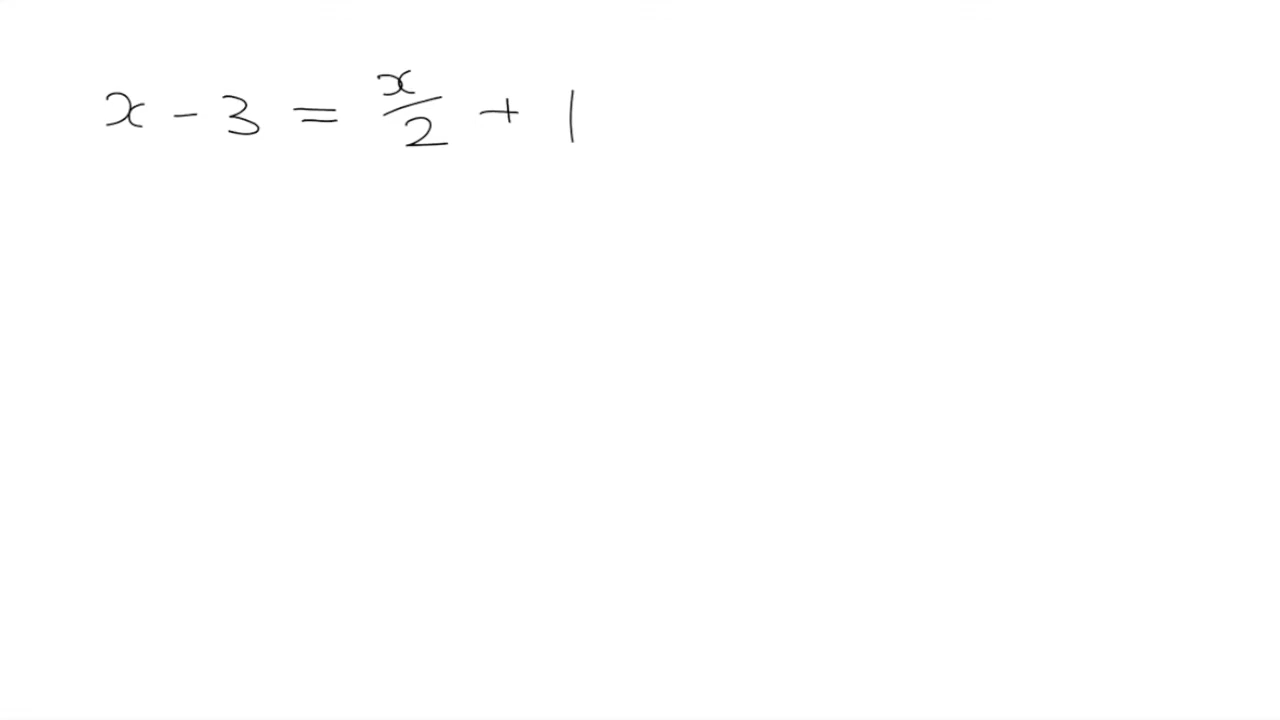 x - 3 = x/2 + 1